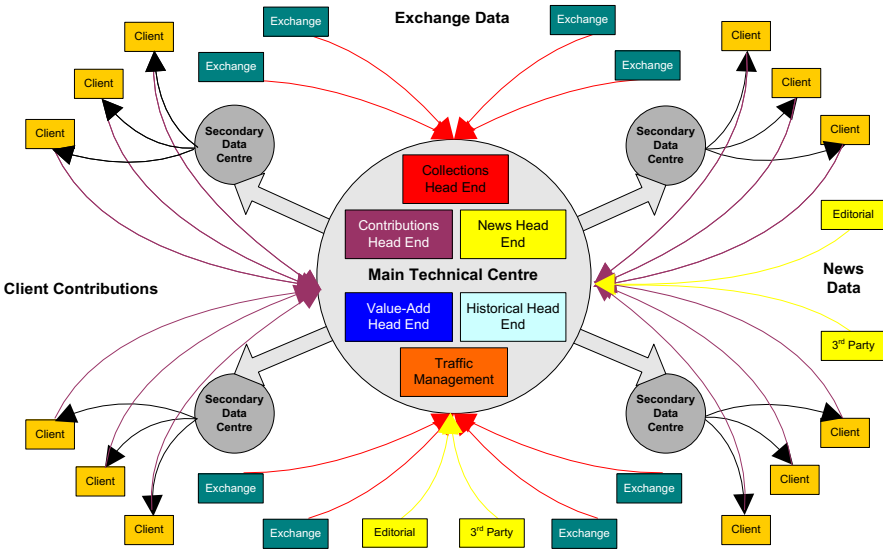 Exchange Data
Exchange
Exchange
Client
Client
Exchange
Exchange
Client
Client
Client
Client
Secondary
Data
Centre
Secondary
Data
Centre
Collections
Head End
Contributions
Head End
News Head
End
Editorial
Main Technical Centre
Client Contributions
News
Data
Value-Add
Head End
Historical Head
End
3rd Party
Traffic
Management
Secondary
Data
Centre
Secondary
Data
Centre
Client
Client
Client
Client
Exchange
Exchange
Client
Client
Exchange
Editorial
3rd Party
Exchange